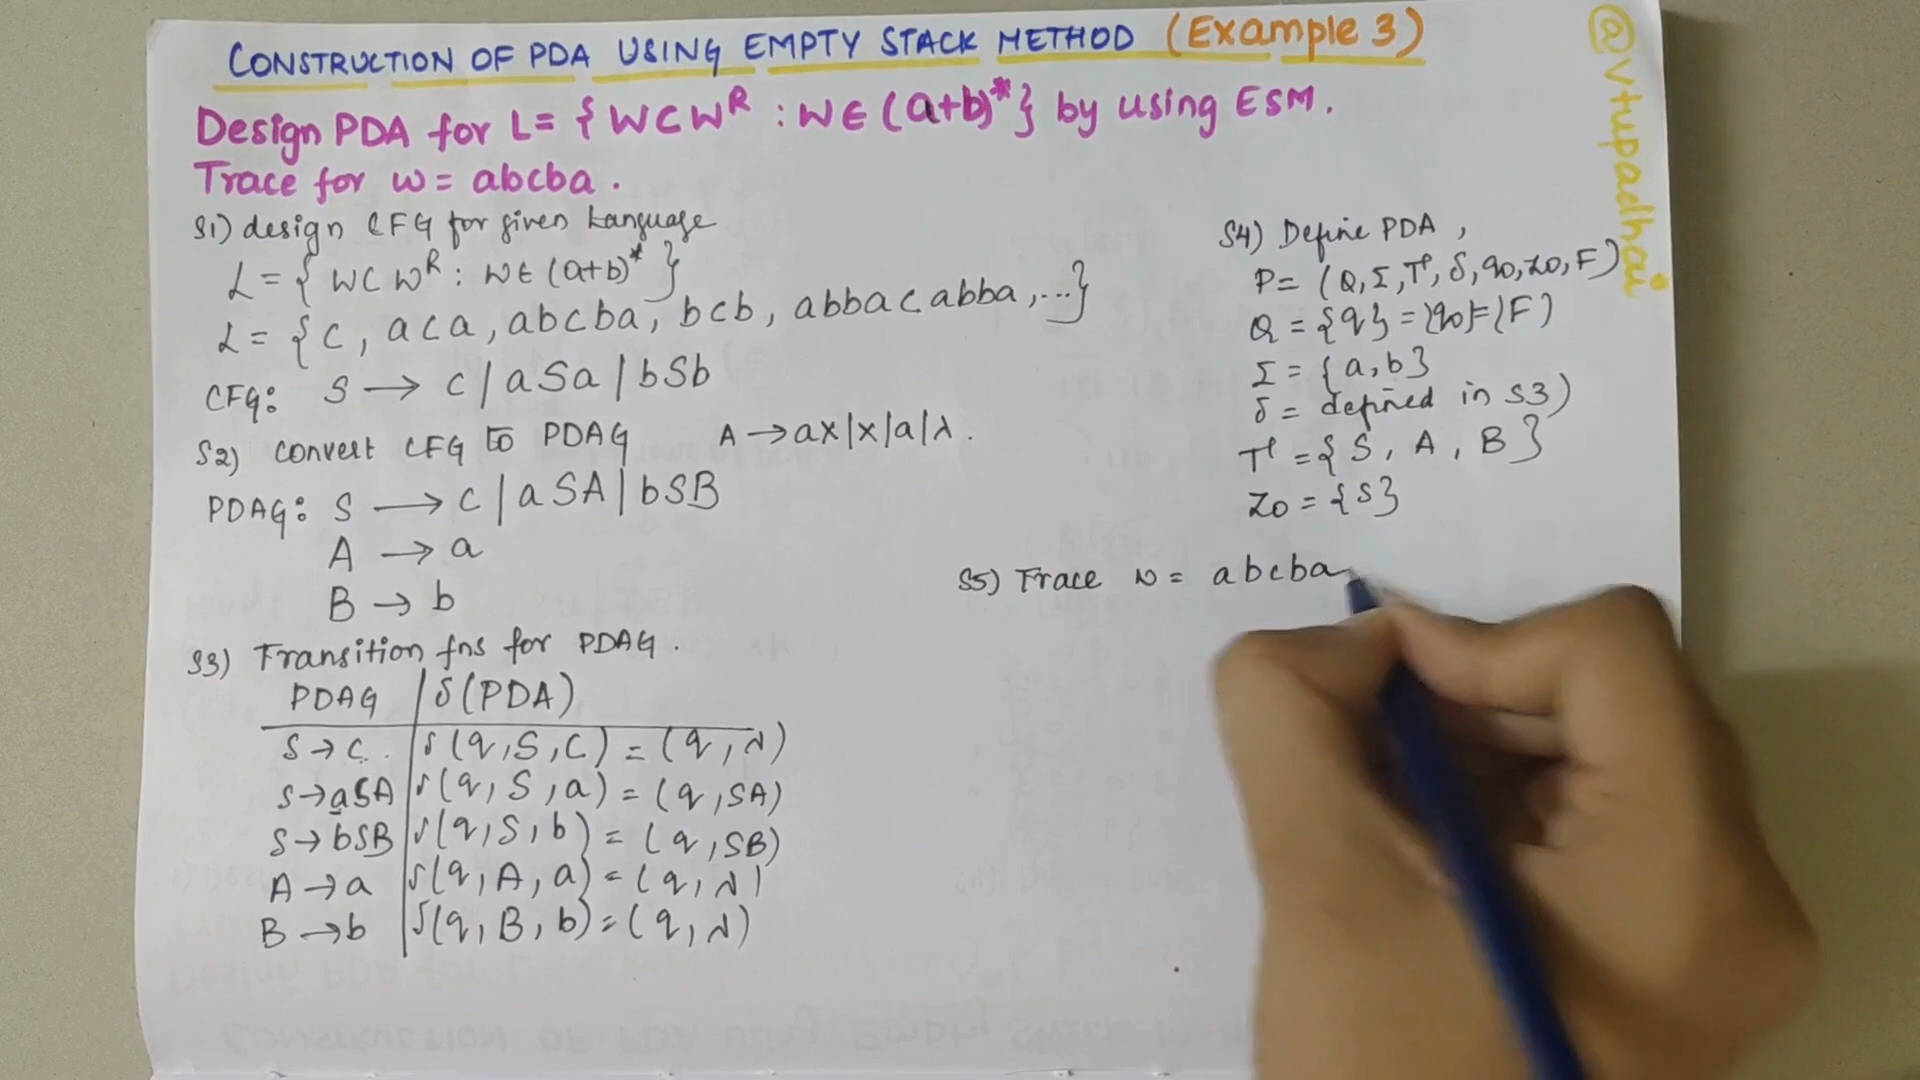 CONSTRUCTION OF PDA USING EMPTY STACK METHOD (Example 3)
Design PDA for L= {WCW^R : W∈(a+b)*} by using ESM.
Trace for w= abcba.
S1) design CFG for given Language
L= {WCW^R : W∈(a+b)*}
L= {c, aca, abcba, bcb, abbacabba,...}
CFG: S → c|aSa|bSb
S2) Convert CFG to PDAG A→ax|x|a|λ.
PDAG: S → c|aSA|bSB
A → a
B → b
S3) Transition fns for PDAG.
PDAG | δ(PDA)
S→c. δ(q,S,C) = (q,λ)
S→aSA δ(q,S,a) = (q,SA)
S→bSB δ(q,S,b) = (q,SB)
A→a δ(q,A,a) = (q,λ)
B→b δ(q,B,b) = (q,λ)
S4) Define PDA,
P= (Q,Σ,Γ,δ,q0,z0,F)
Q = {q} = {q0}={F}
Σ = {a,b}
δ = defined in S3)
Γ = {S, A, B}
Z0 = {S}
S5) Trace w = abcba
@vtupadhai